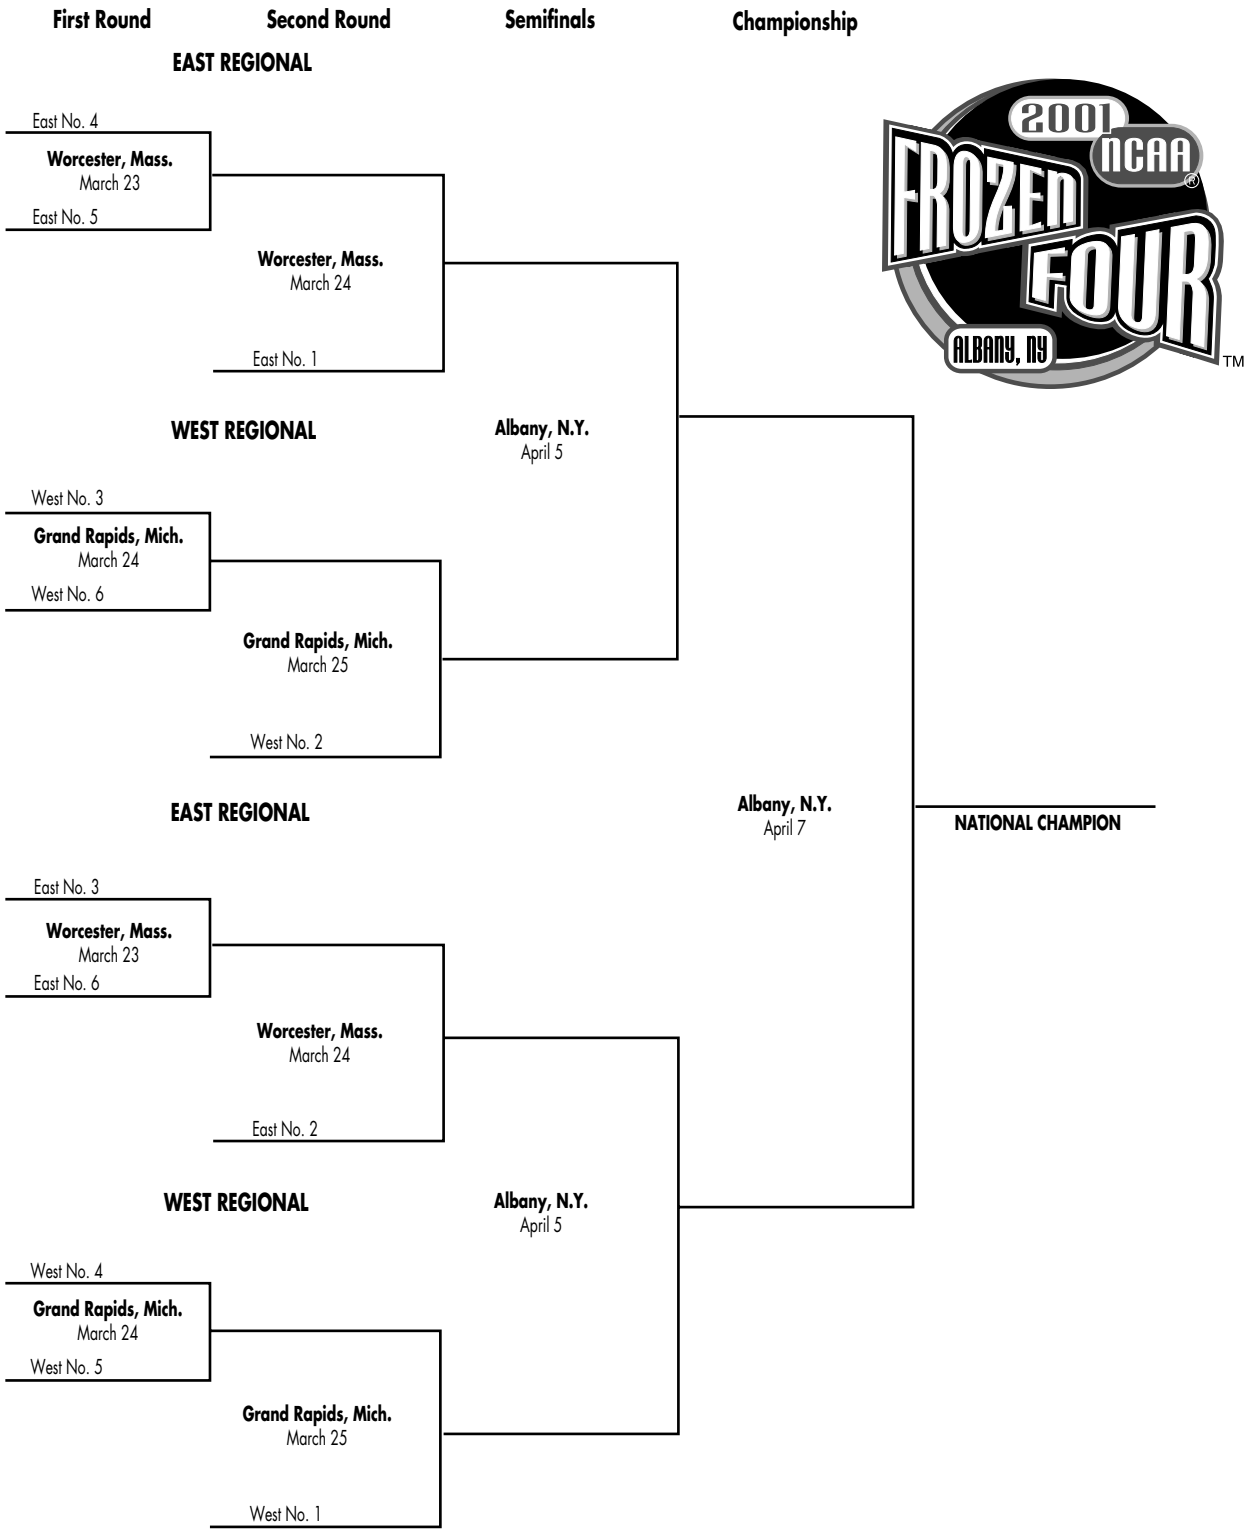 First Round
Second Round
Semifinals
Championship
EAST REGIONAL
2001
NCAA
®
FROZEN
FOUR
ALBANY, NY
TM
East No. 4
Worcester, Mass.
March 23
East No. 5
Worcester, Mass.
March 24
East No. 1
WEST REGIONAL
Albany, N.Y.
April 5
West No. 3
Grand Rapids, Mich.
March 24
West No. 6
Grand Rapids, Mich.
March 25
West No. 2
EAST REGIONAL
Albany, N.Y.
April 7
NATIONAL CHAMPION
East No. 3
Worcester, Mass.
March 23
East No. 6
Worcester, Mass.
March 24
East No. 2
WEST REGIONAL
Albany, N.Y.
April 5
West No. 4
Grand Rapids, Mich.
March 24
West No. 5
Grand Rapids, Mich.
March 25
West No. 1